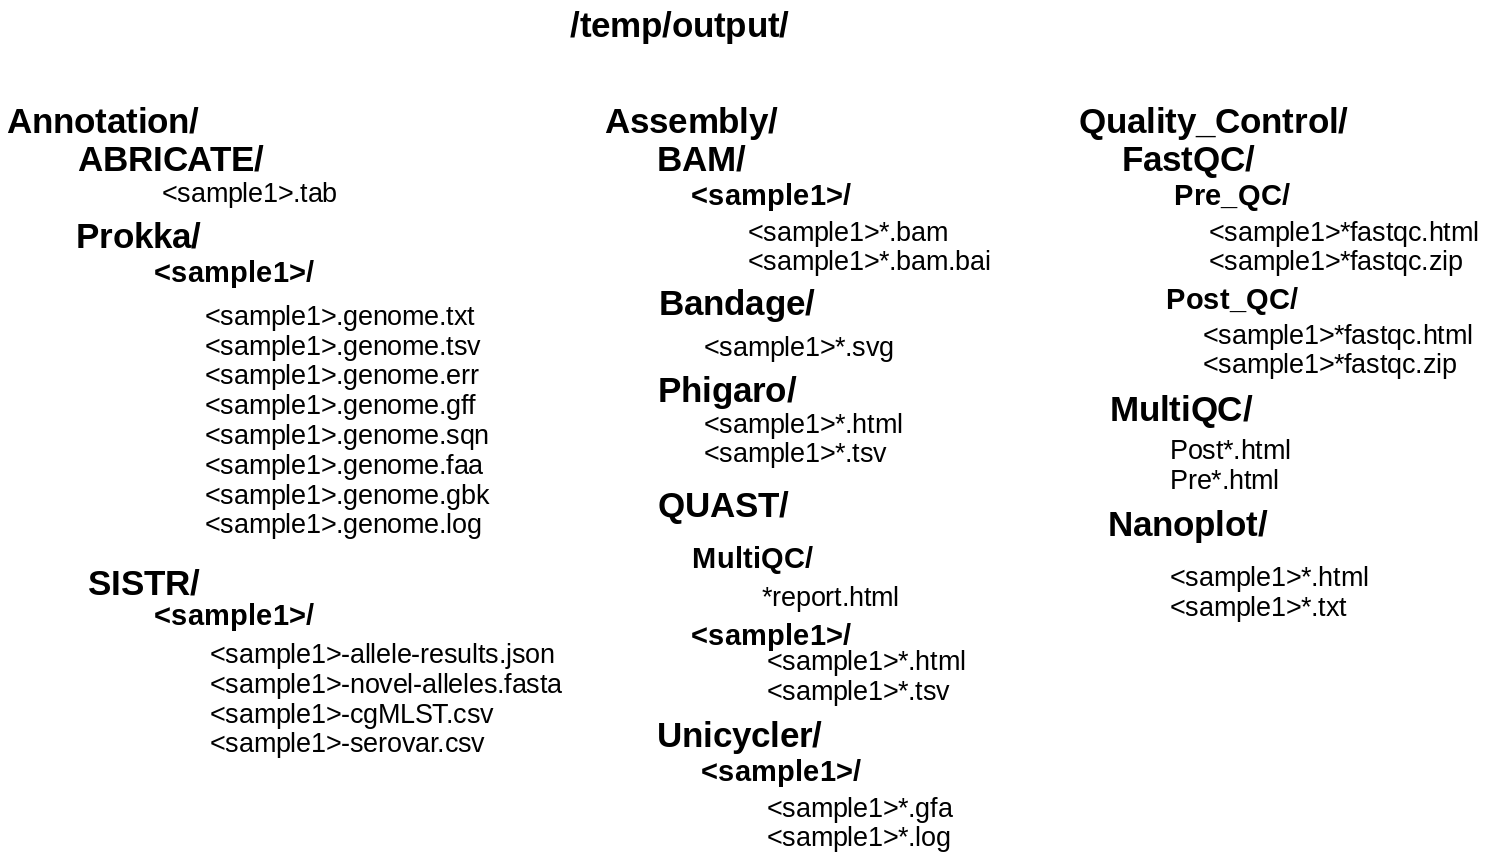 /temp/output/
Annotation/
ABRICATE/
<sample1>.tab
Prokka/
<sample1>/
<sample1>.genome.txt
<sample1>.genome.tsv
<sample1>.genome.err
<sample1>.genome.gff
<sample1>.genome.sqn
<sample1>.genome.faa
<sample1>.genome.gbk
<sample1>.genome.log
SISTR/
<sample1>/
<sample1>-allele-results.json
<sample1>-novel-alleles.fasta
<sample1>-cgMLST.csv
<sample1>-serovar.csv
Assembly/
BAM/
<sample1>/
<sample1>*.bam
<sample1>*.bam.bai
Bandage/
<sample1>*.svg
Phigaro/
<sample1>*.html
<sample1>*.tsv
QUAST/
MultiQC/
*report.html
<sample1>/
<sample1>*.html
<sample1>*.tsv
Unicycler/
<sample1>/
<sample1>*.gfa
<sample1>*.log
Quality_Control/
FastQC/
Pre_QC/
<sample1>*fastqc.html
<sample1>*fastqc.zip
Post_QC/
<sample1>*fastqc.html
<sample1>*fastqc.zip
MultiQC/
Post*.html
Pre*.html
Nanoplot/
<sample1>*.html
<sample1>*.txt